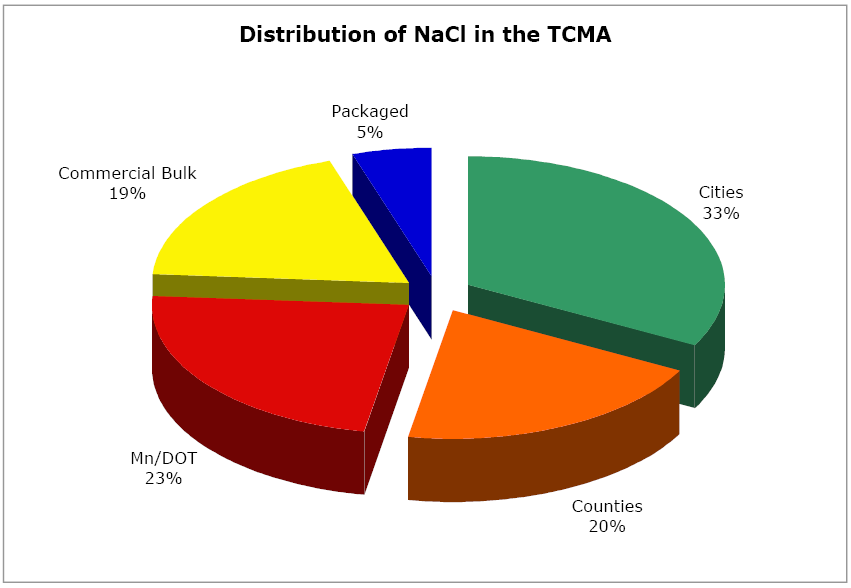 Distribution of NaCl in the TCMA
Packaged
5%
Commercial Bulk
19%
Cities
33%
Mn/DOT
23%
Counties
20%